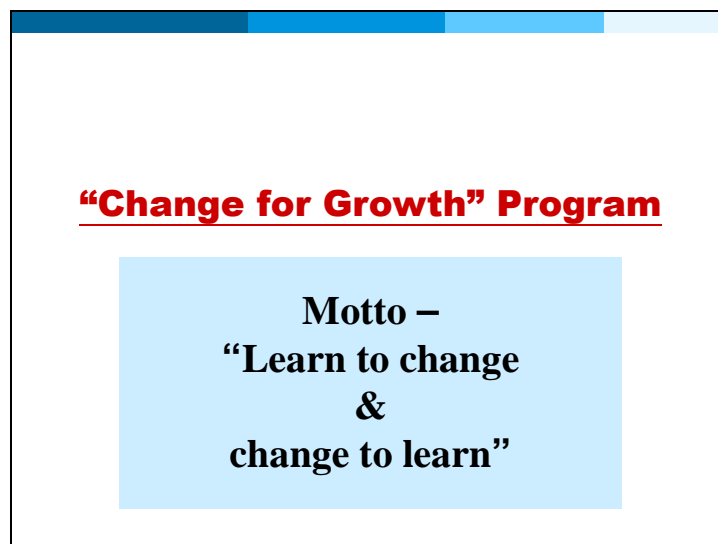 “Change for Growth” Program
Motto –
“Learn to change
&
change to learn”